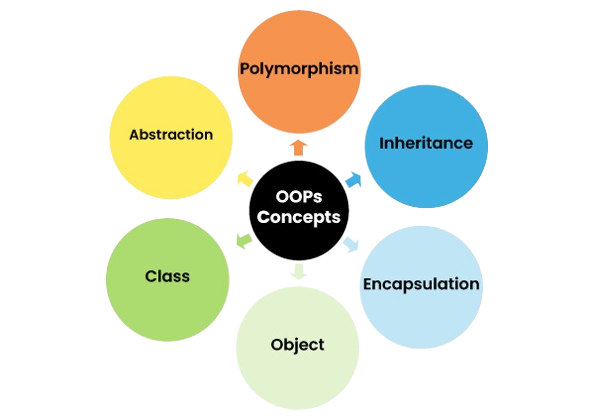 Polymorphism
Abstraction
Inheritance
OOPs
Concepts
Class
Encapsulation
Object